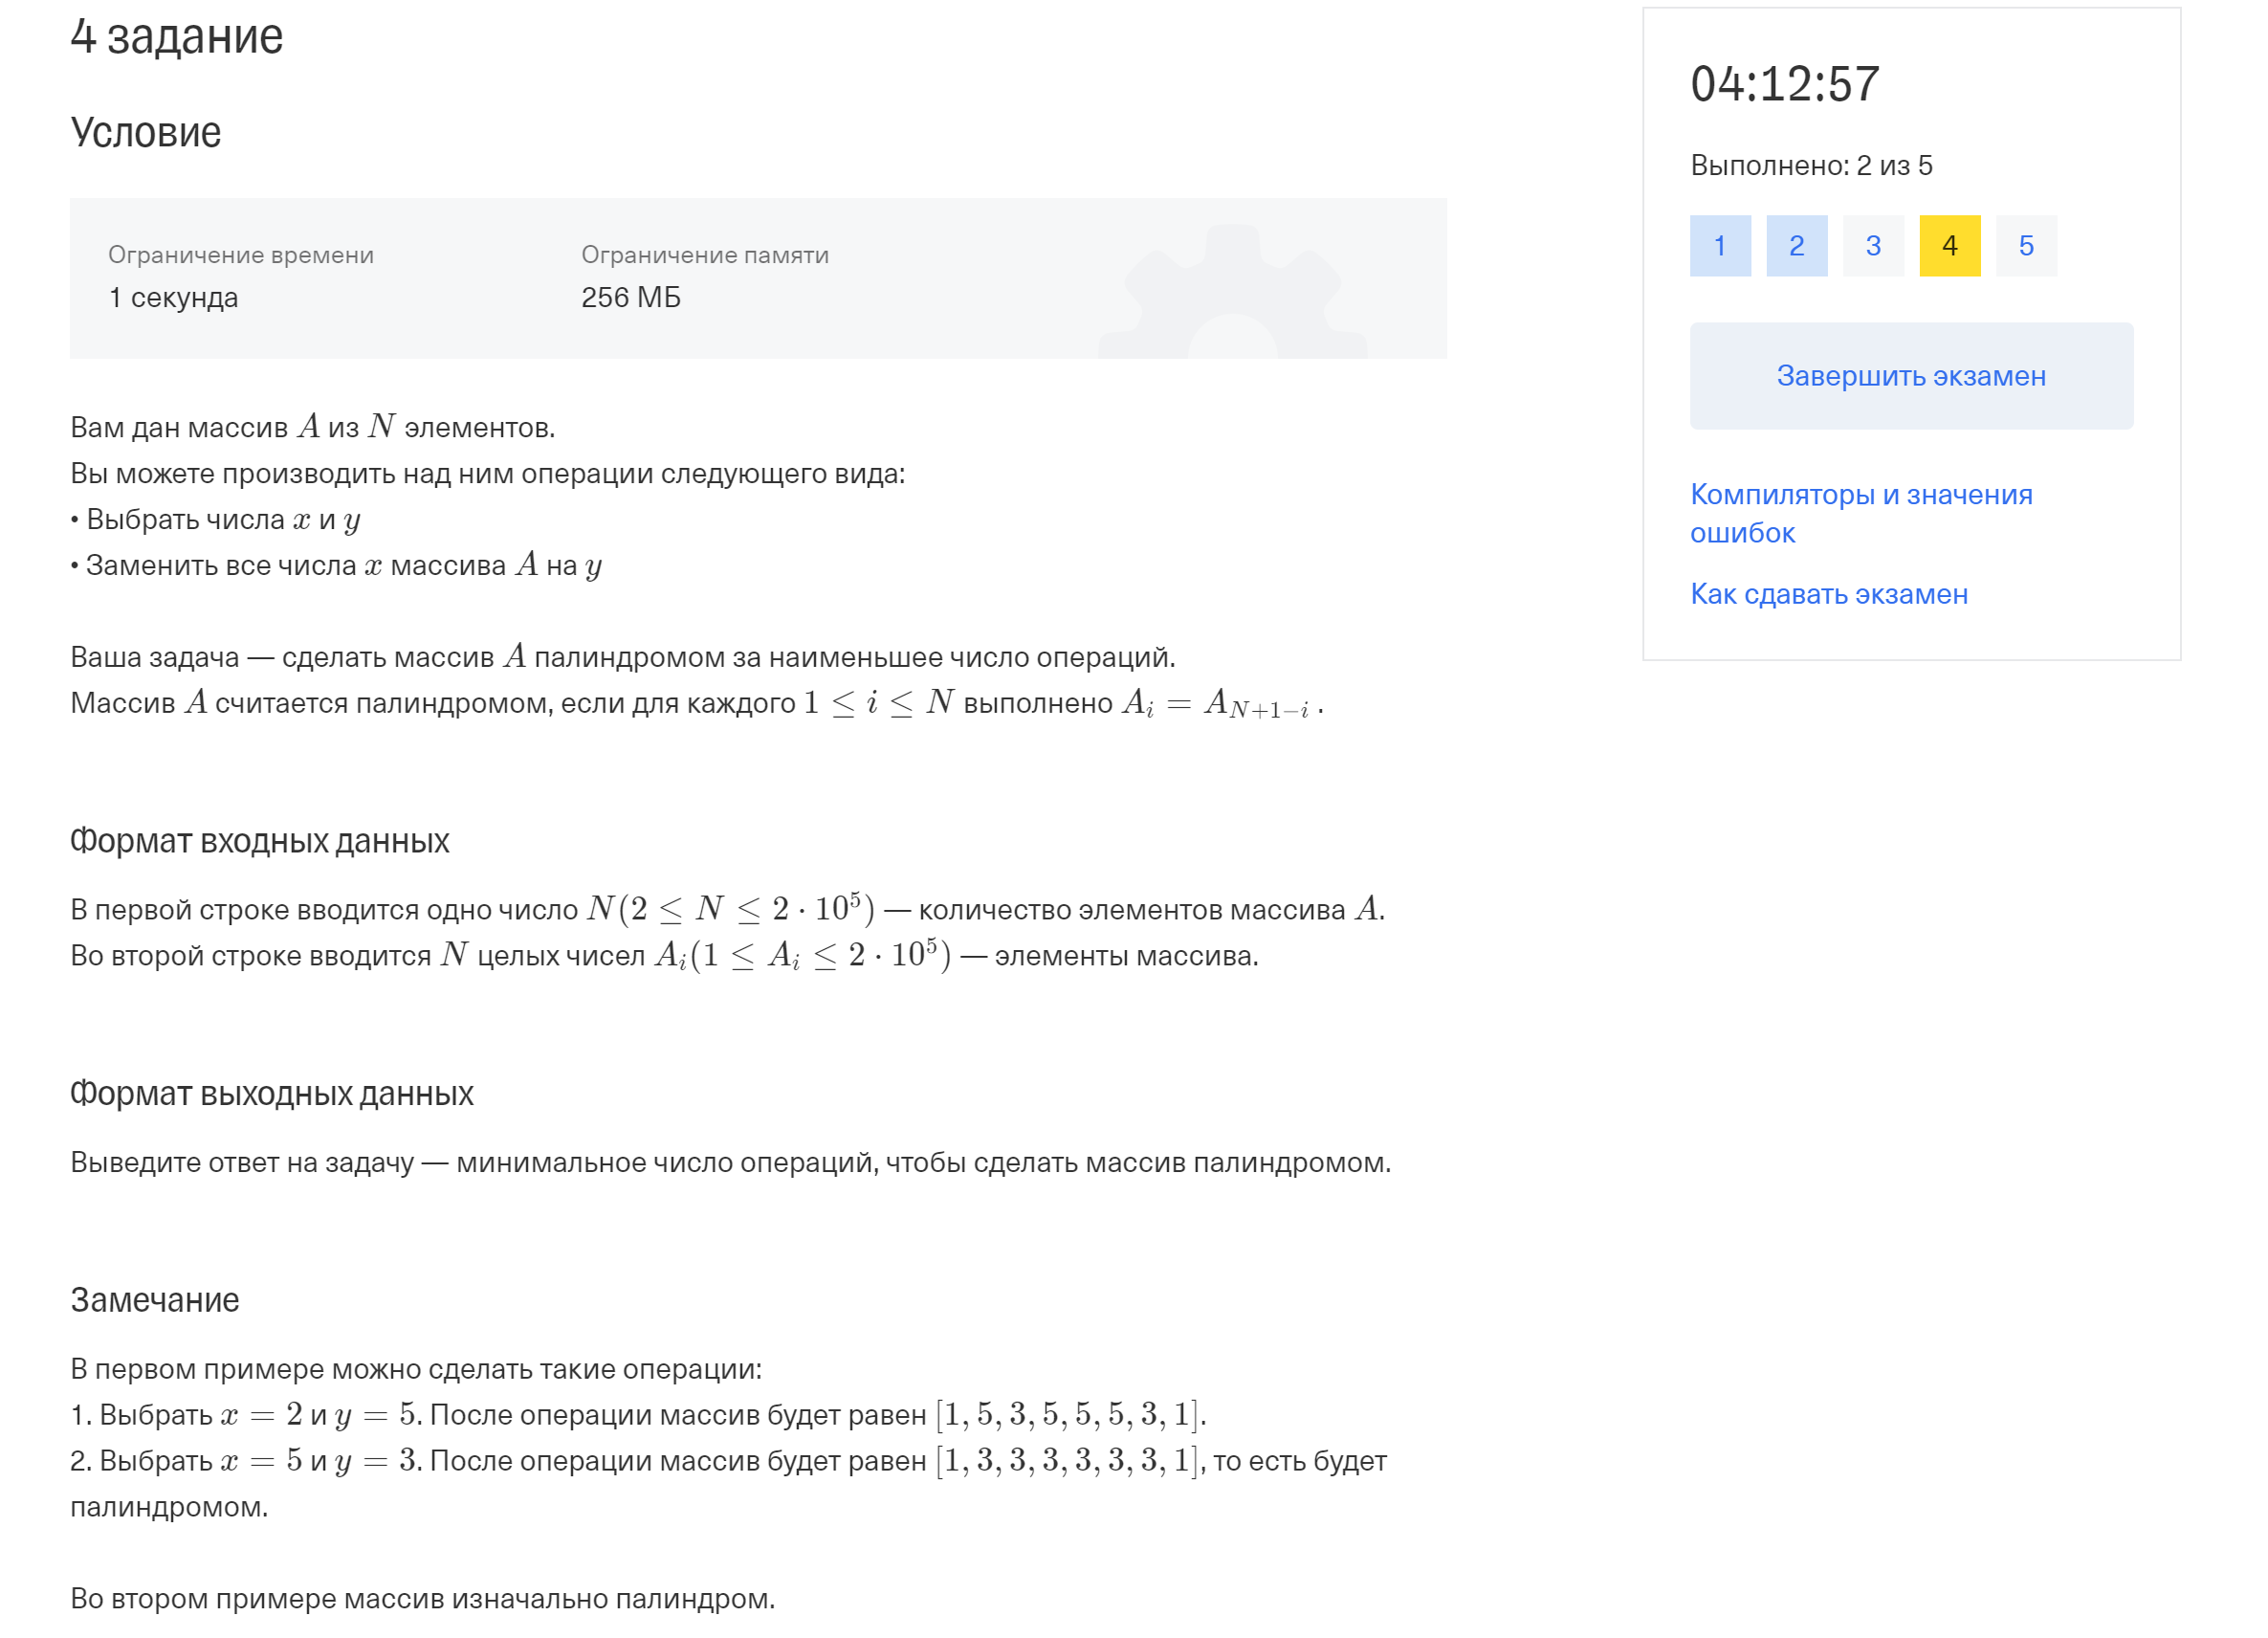 4 задание
Условие
Ограничение времени
1 секунда
Ограничение памяти
256 МБ
Вам дан массив A из N элементов.
Вы можете производить над ним операции следующего вида:
• Выбрать числа x и y
• Заменить все числа x массива A на y
Ваша задача — сделать массив A палиндромом за наименьшее число операций.
Массив A считается палиндромом, если для каждого 1 ≤ i ≤ N выполнено A_i = A_{N+1−i} .
Формат входных данных
В первой строке вводится одно число N(2 ≤ N ≤ 2 · 10^5) — количество элементов массива A.
Во второй строке вводится N целых чисел A_i(1 ≤ A_i ≤ 2 · 10^5) — элементы массива.
Формат выходных данных
Выведите ответ на задачу — минимальное число операций, чтобы сделать массив палиндромом.
Замечание
В первом примере можно сделать такие операции:
1. Выбрать x = 2 и y = 5. После операции массив будет равен [1, 5, 3, 5, 5, 5, 3, 1].
2. Выбрать x = 5 и y = 3. После операции массив будет равен [1, 3, 3, 3, 3, 3, 3, 1], то есть будет
палиндромом.
Во втором примере массив изначально палиндром.
04:12:57
Выполнено: 2 из 5
1 2 3 4 5
Завершить экзамен
Компиляторы и значения
ошибок
Как сдавать экзамен